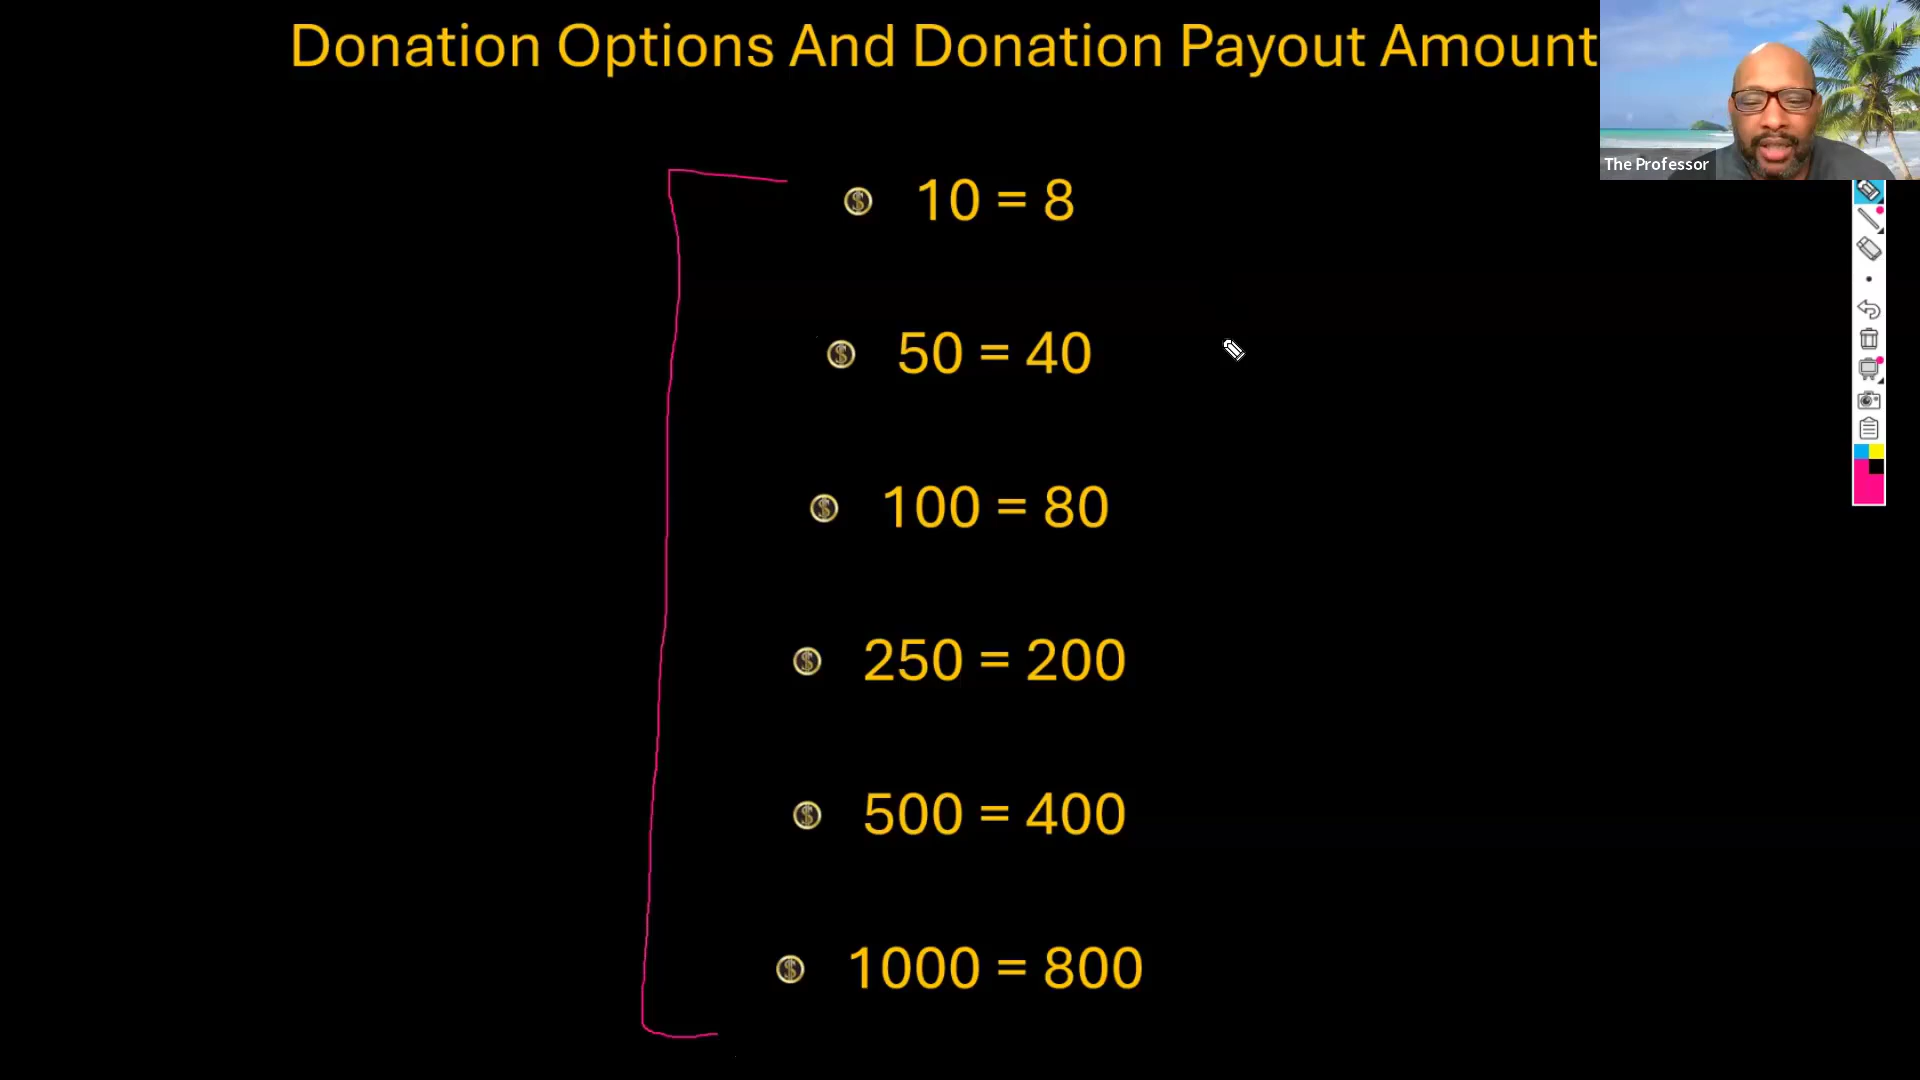 Donation Options And Donation Payout Amount
The Professor
10 = 8
50 = 40
100 = 80
250 = 200
500 = 400
1000 = 800